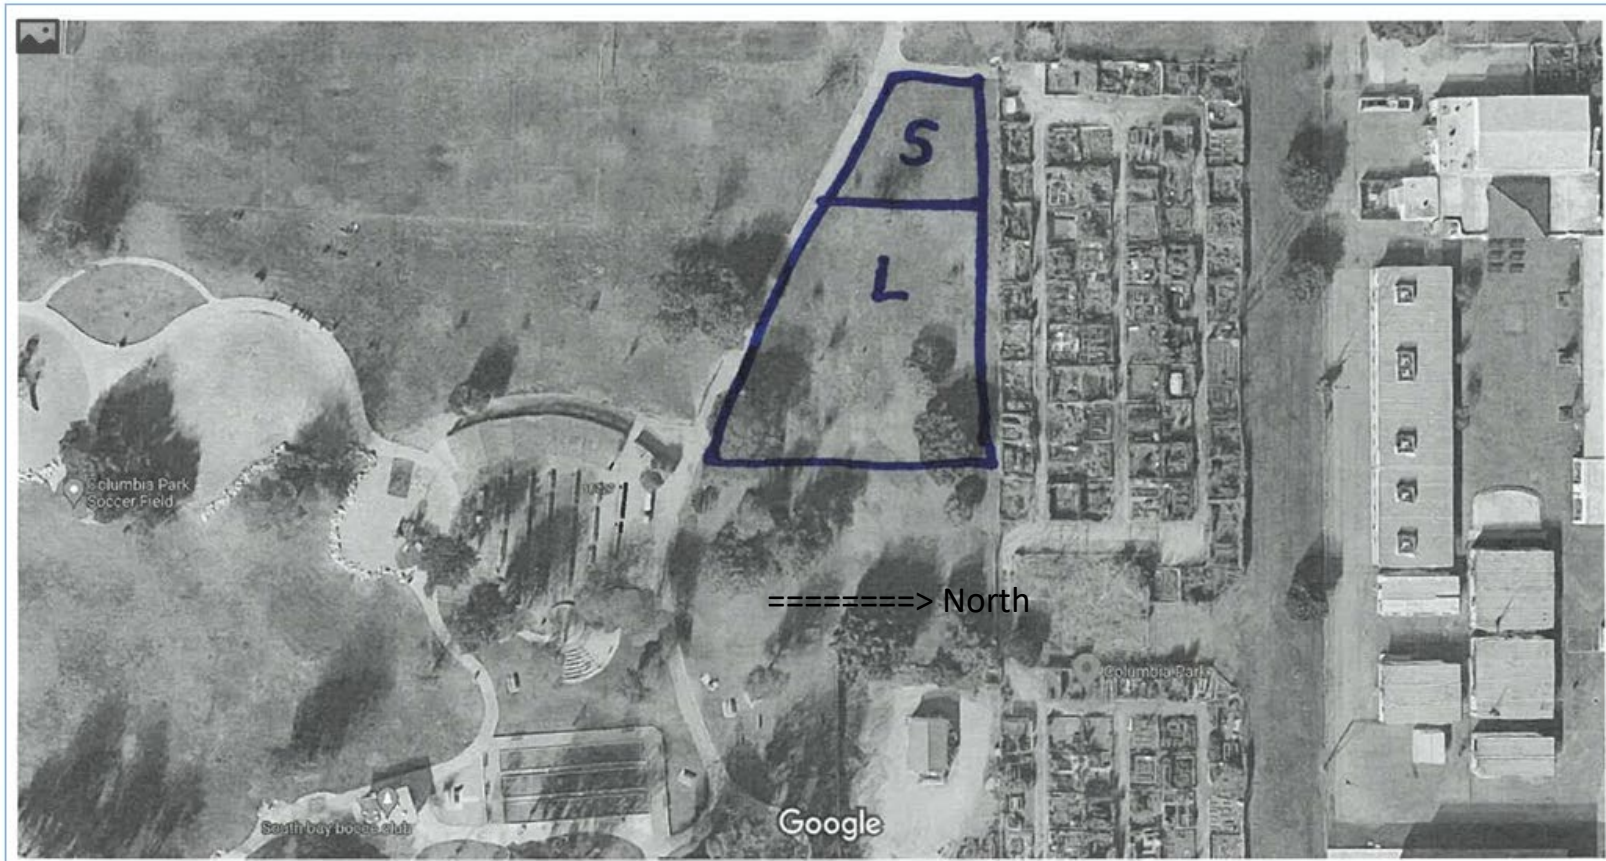 S
L
Columbia Park
Soccer Field
========> North
Columbia Park
Google
South bay bocce club